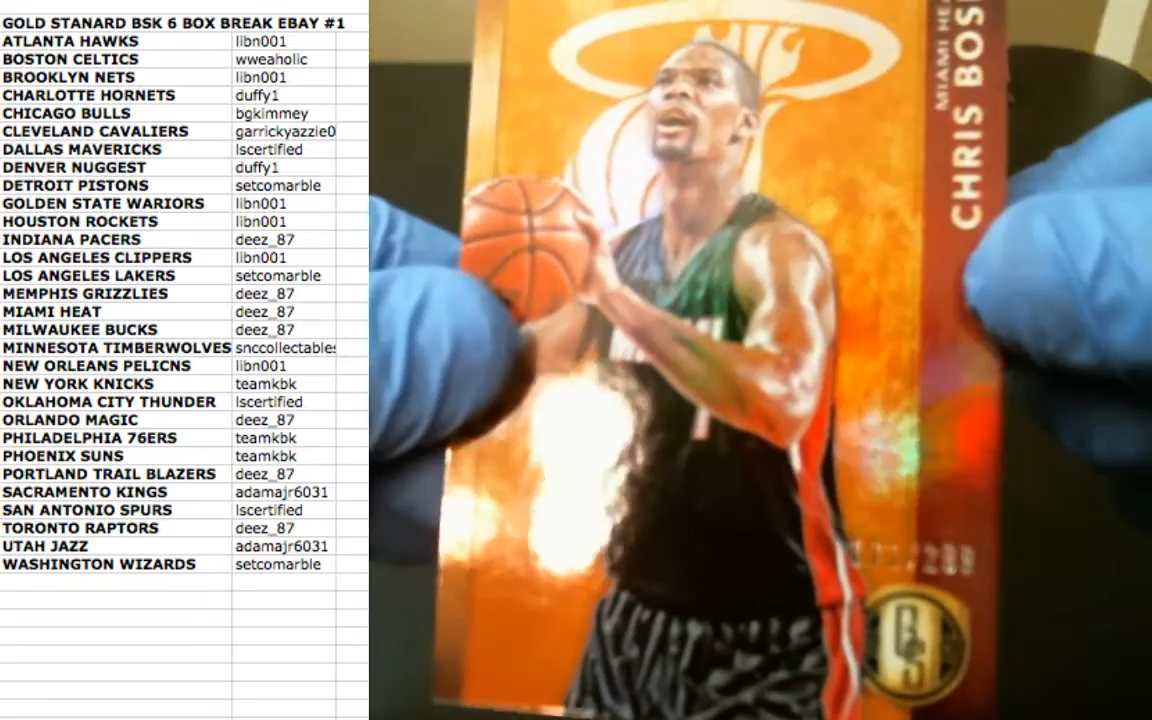 GOLD STANARD BSK 6 BOX BREAK EBAY #1
ATLANTA HAWKS libn001
BOSTON CELTICS wweaholic
BROOKLYN NETS libn001
CHARLOTTE HORNETS duffy1
CHICAGO BULLS bgkimmey
CLEVELAND CAVALIERS garrickyazzie0
DALLAS MAVERICKS lscertified
DENVER NUGGEST duffy1
DETROIT PISTONS setcomarble
GOLDEN STATE WARIORS libn001
HOUSTON ROCKETS libn001
INDIANA PACERS deez_87
LOS ANGELES CLIPPERS libn001
LOS ANGELES LAKERS setcomarble
MEMPHIS GRIZZLIES deez_87
MIAMI HEAT deez_87
MILWAUKEE BUCKS deez_87
MINNESOTA TIMBERWOLVES snccollectables
NEW ORLEANS PELICNS libn001
NEW YORK KNICKS teamkbk
OKLAHOMA CITY THUNDER lscertified
ORLANDO MAGIC deez_87
PHILADELPHIA 76ERS teamkbk
PHOENIX SUNS teamkbk
PORTLAND TRAIL BLAZERS deez_87
SACRAMENTO KINGS adamajr6031
SAN ANTONIO SPURS lscertified
TORONTO RAPTORS deez_87
UTAH JAZZ adamajr6031
WASHINGTON WIZARDS setcomarble
MIAMI HEA
CHRIS BOS
1
GS